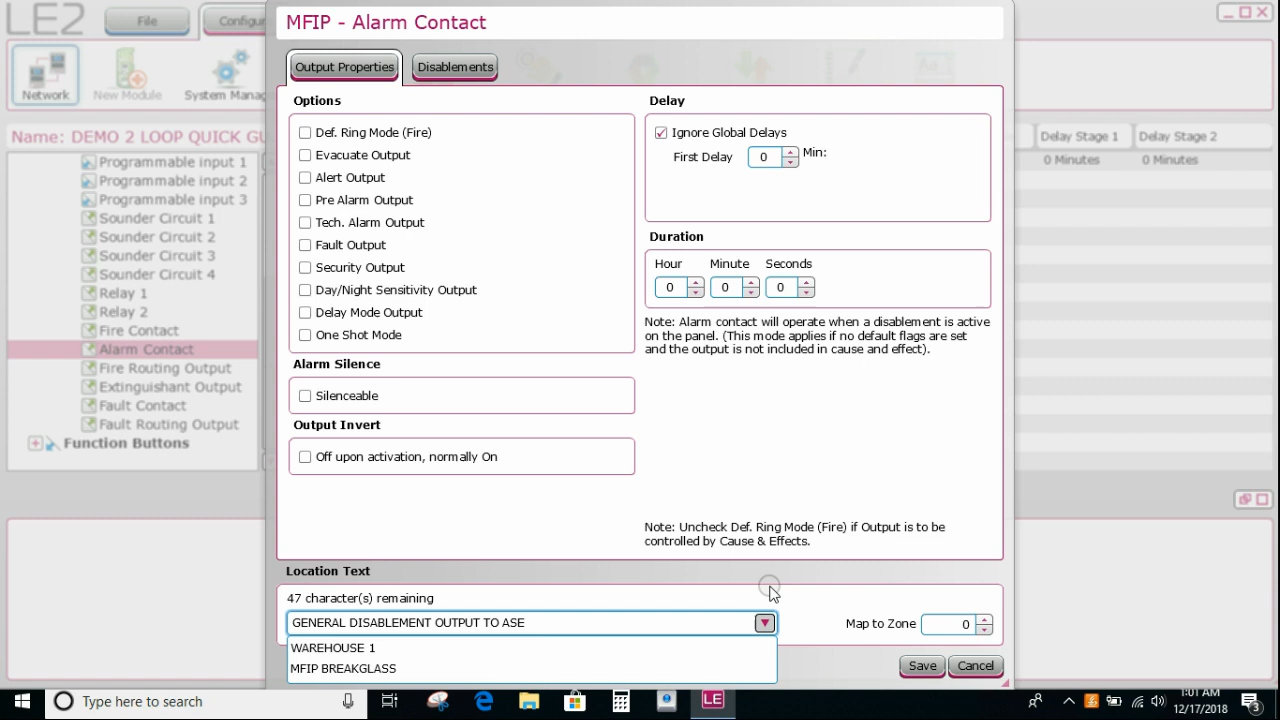 MFIP - Alarm Contact
LE2
File
Configur
Output Properties
Disablements
Network
New Module
System Manag
Name: DEMO 2 LOOP QUICK GU
Programmable input 1
Programmable input 2
Programmable input 3
Sounder Circuit 1
Sounder Circuit 2
Sounder Circuit 3
Sounder Circuit 4
Relay 1
Relay 2
Fire Contact
Alarm Contact
Fire Routing Output
Extinguishant Output
Fault Contact
Fault Routing Output
Function Buttons
Options
Def. Ring Mode (Fire)
Evacuate Output
Alert Output
Pre Alarm Output
Tech. Alarm Output
Fault Output
Security Output
Day/Night Sensitivity Output
Delay Mode Output
One Shot Mode
Alarm Silence
Silenceable
Output Invert
Off upon activation, normally On
Delay
Ignore Global Delays
First Delay 0 Min:
Duration
Hour Minute Seconds
0 0 0
Note: Alarm contact will operate when a disablement is active
on the panel. (This mode applies if no default flags are set
and the output is not included in cause and effect).
Note: Uncheck Def. Ring Mode (Fire) if Output is to be
controlled by Cause & Effects.
Delay Stage 1 Delay Stage 2
0 Minutes 0 Minutes
Location Text
47 character(s) remaining
GENERAL DISABLEMENT OUTPUT TO ASE
WAREHOUSE 1
MFIP BREAKGLASS
Map to Zone 0
Save Cancel
Type here to search
LE
1:01 AM
12/17/2018
3